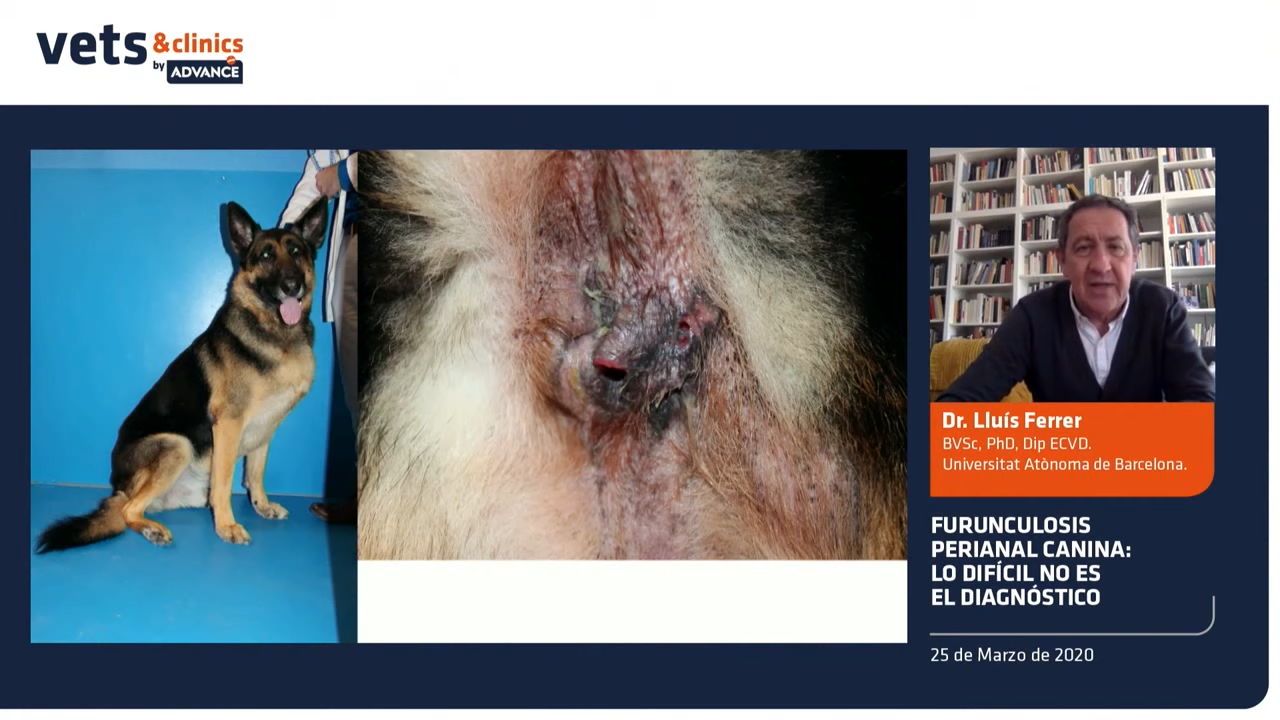 vets &clinics
by ADVANCE
Dr. Lluís Ferrer
BVSc, PhD, Dip ECVD.
Universitat Atònoma de Barcelona.
FURUNCULOSIS
PERIANAL CANINA:
LO DIFÍCIL NO ES
EL DIAGNÓSTICO
25 de Marzo de 2020